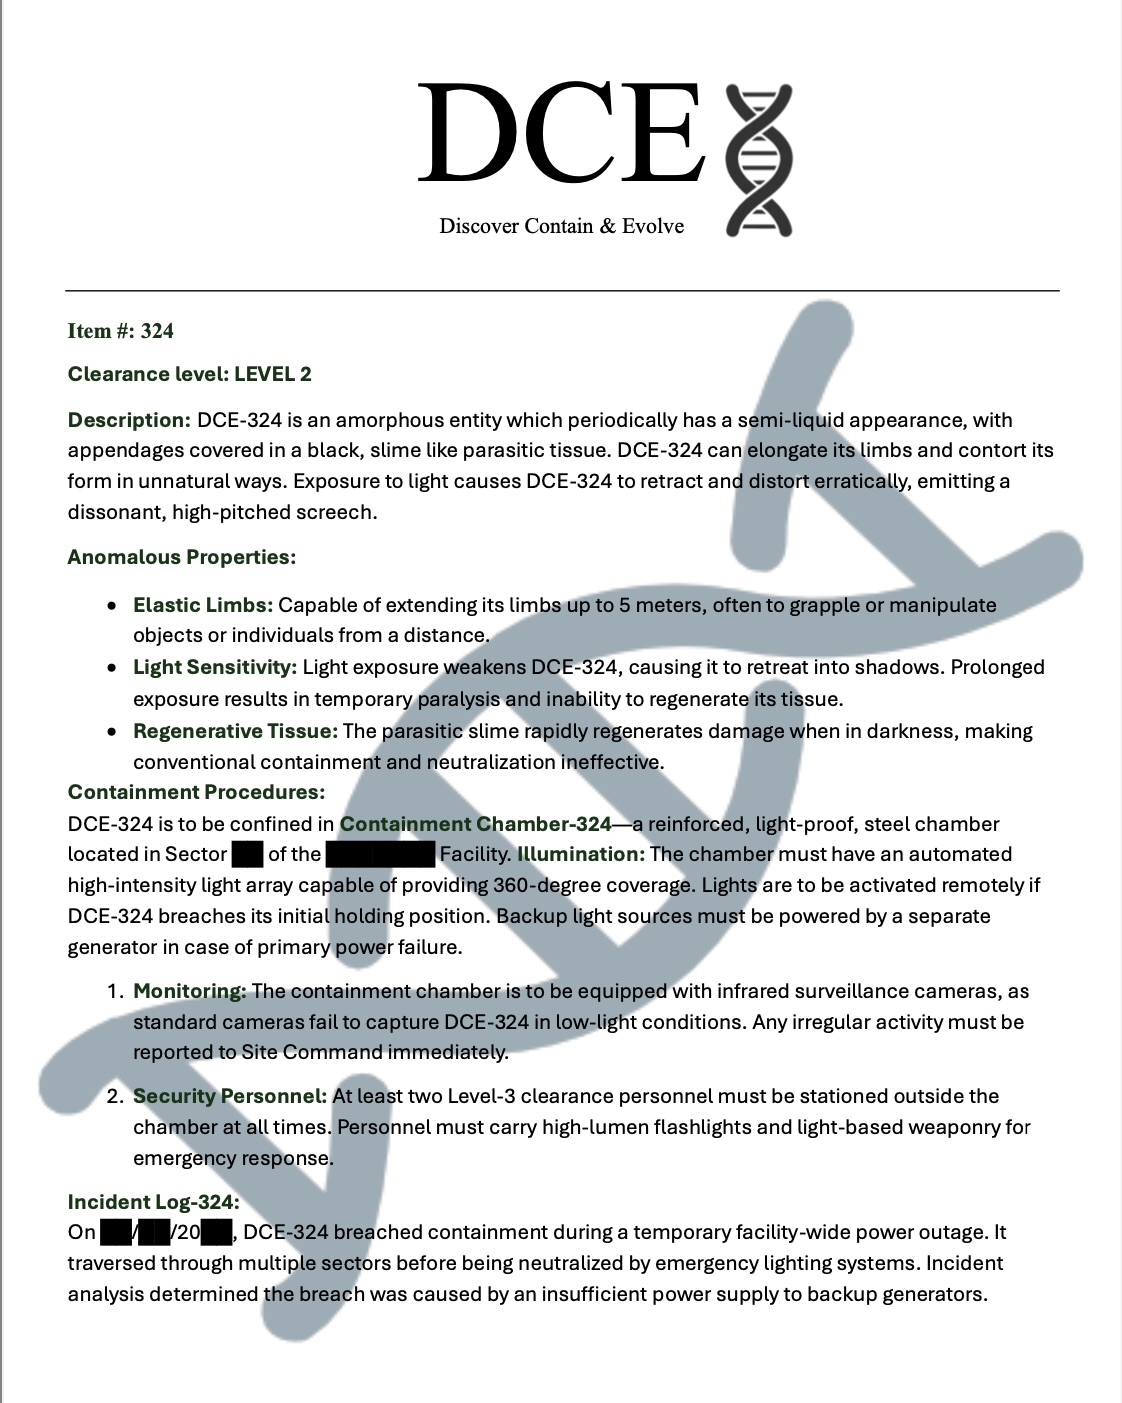 DCE
Discover Contain & Evolve
Item #: 324
Clearance level: LEVEL 2
Description: DCE-324 is an amorphous entity which periodically has a semi-liquid appearance, with
appendages covered in a black, slime like parasitic tissue. DCE-324 can elongate its limbs and contort its
form in unnatural ways. Exposure to light causes DCE-324 to retract and distort erratically, emitting a
dissonant, high-pitched screech.
Anomalous Properties:
• Elastic Limbs: Capable of extending its limbs up to 5 meters, often to grapple or manipulate
objects or individuals from a distance.
• Light Sensitivity: Light exposure weakens DCE-324, causing it to retreat into shadows. Prolonged
exposure results in temporary paralysis and inability to regenerate its tissue.
• Regenerative Tissue: The parasitic slime rapidly regenerates damage when in darkness, making
conventional containment and neutralization ineffective.
Containment Procedures:
DCE-324 is to be confined in Containment Chamber-324—a reinforced, light-proof, steel chamber
located in Sector of the Facility. Illumination: The chamber must have an automated
high-intensity light array capable of providing 360-degree coverage. Lights are to be activated remotely if
DCE-324 breaches its initial holding position. Backup light sources must be powered by a separate
generator in case of primary power failure.
1. Monitoring: The containment chamber is to be equipped with infrared surveillance cameras, as
standard cameras fail to capture DCE-324 in low-light conditions. Any irregular activity must be
reported to Site Command immediately.
2. Security Personnel: At least two Level-3 clearance personnel must be stationed outside the
chamber at all times. Personnel must carry high-lumen flashlights and light-based weaponry for
emergency response.
Incident Log-324:
On / /20 , DCE-324 breached containment during a temporary facility-wide power outage. It
traversed through multiple sectors before being neutralized by emergency lighting systems. Incident
analysis determined the breach was caused by an insufficient power supply to backup generators.